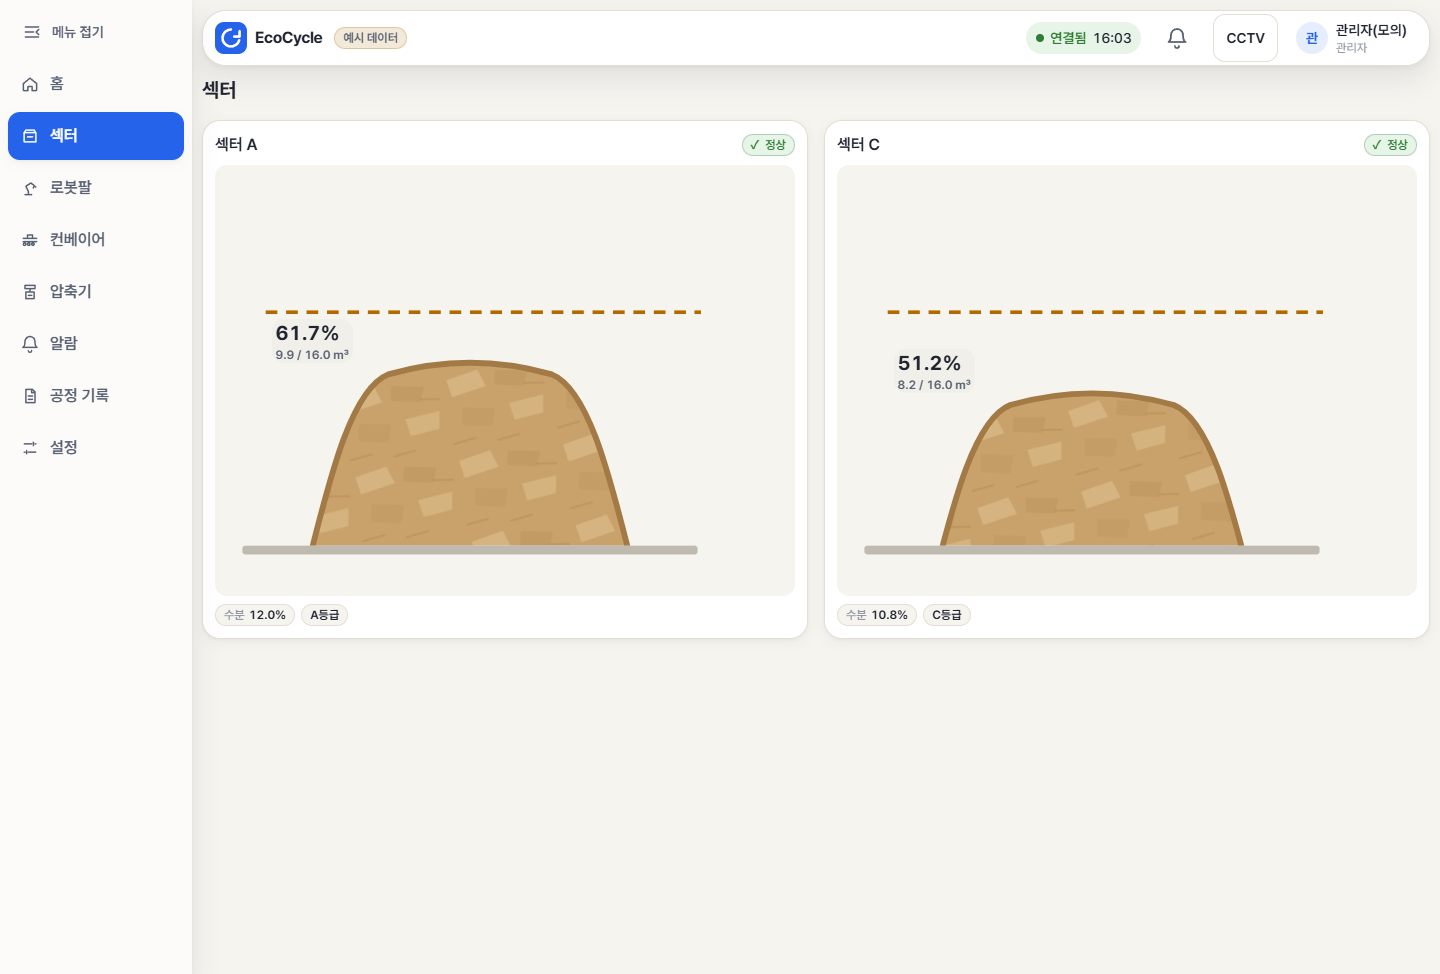 메뉴 접기
홈
섹터
로봇팔
컨베이어
압축기
알람
공정 기록
설정
EcoCycle 예시 데이터
연결됨 16:03
CCTV
관 관리자(모의)
관리자
섹터
섹터 A ✓ 정상
61.7%
9.9 / 16.0 m³
수분 12.0% A등급
섹터 C ✓ 정상
51.2%
8.2 / 16.0 m³
수분 10.8% C등급